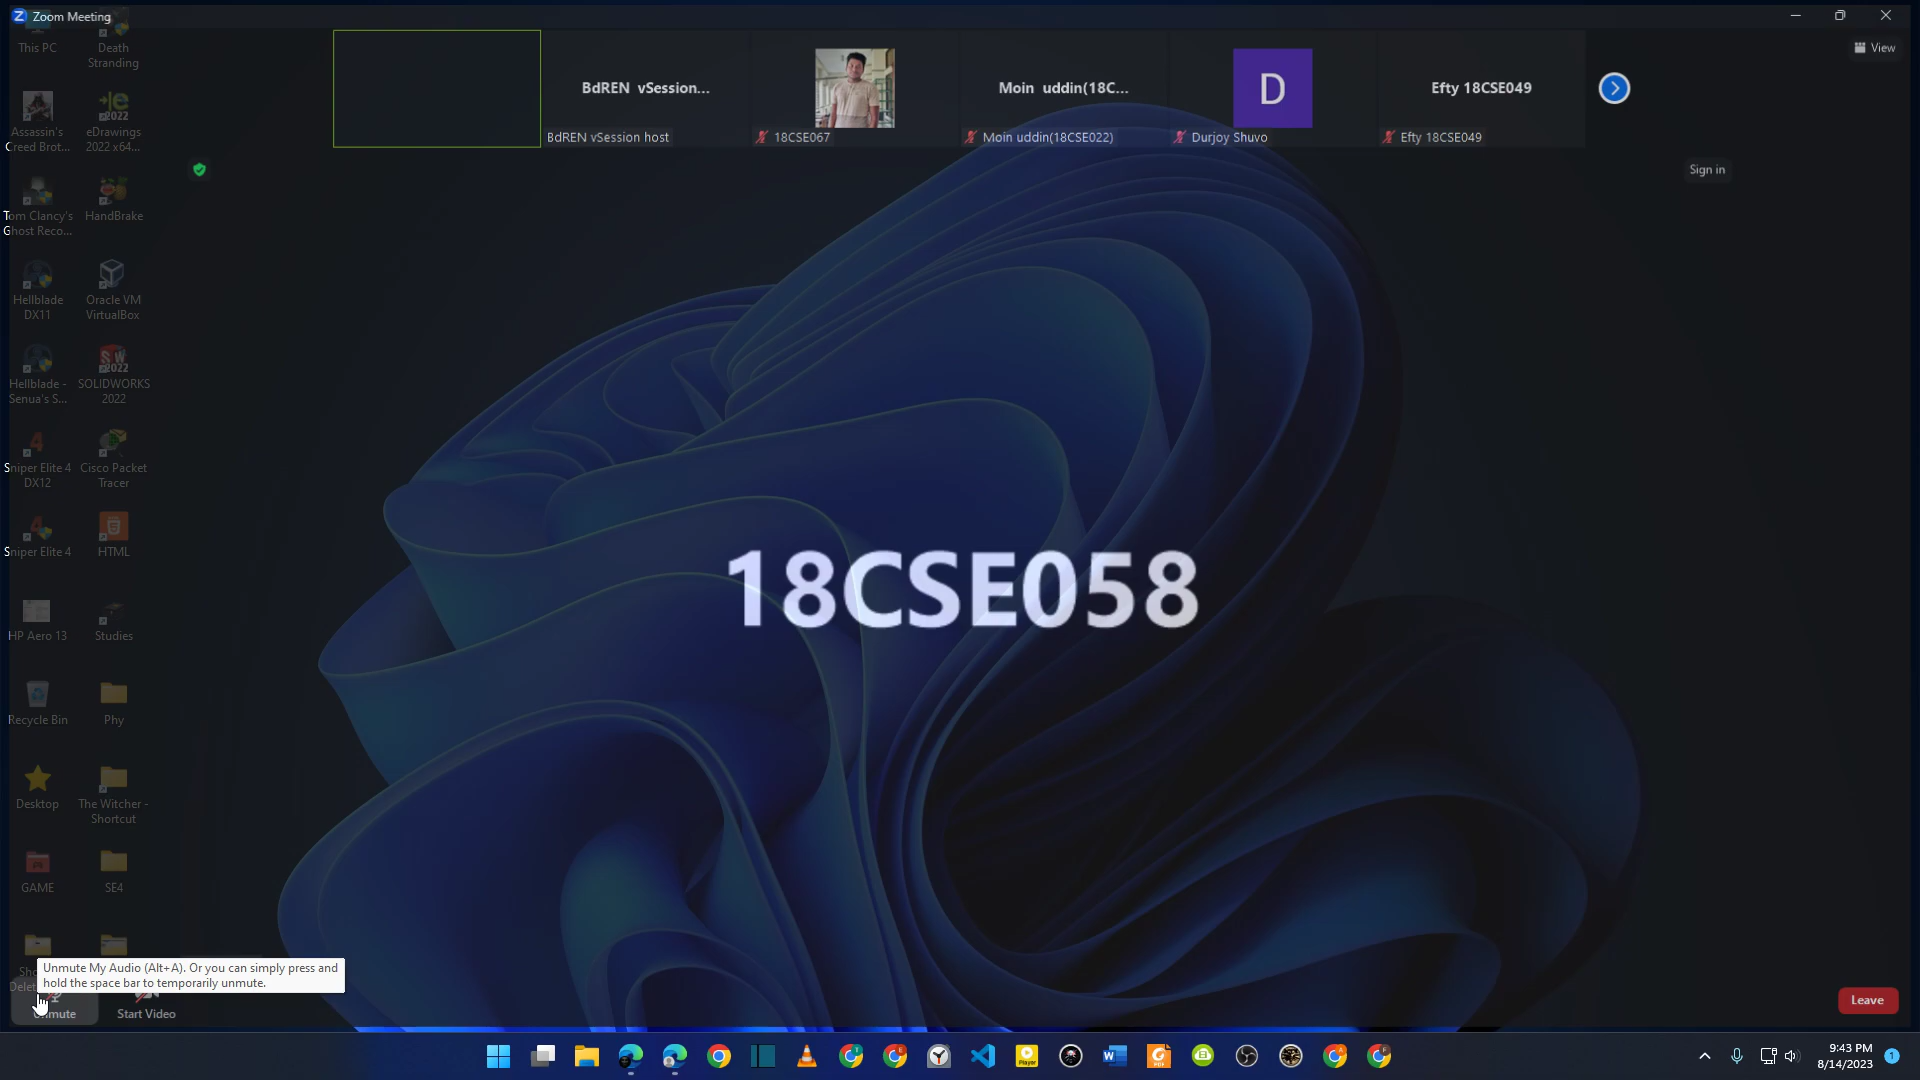 Zoom Meeting
View
BdREN vSession...
Moin uddin(18C...
D
Efty 18CSE049
BdREN vSession host
18CSE067
Moin uddin(18CSE022)
Durjoy Shuvo
Efty 18CSE049
Sign in
This PC
Death
Stranding
Assassin's
Creed Brot...
eDrawings
2022 x64...
Tom Clancy's
Ghost Reco...
HandBrake
Hellblade
DX11
Oracle VM
VirtualBox
Hellblade -
Senua's S...
SOLIDWORKS
2022
Sniper Elite 4
DX12
Cisco Packet
Tracer
Sniper Elite 4
HTML
HP Aero 13
Studies
Recycle Bin
Phy
Desktop
The Witcher -
Shortcut
GAME
SE4
18CSE058
Unmute My Audio (Alt+A). Or you can simply press and
hold the space bar to temporarily unmute.
Unmute
Start Video
Leave
9:43 PM
8/14/2023
1